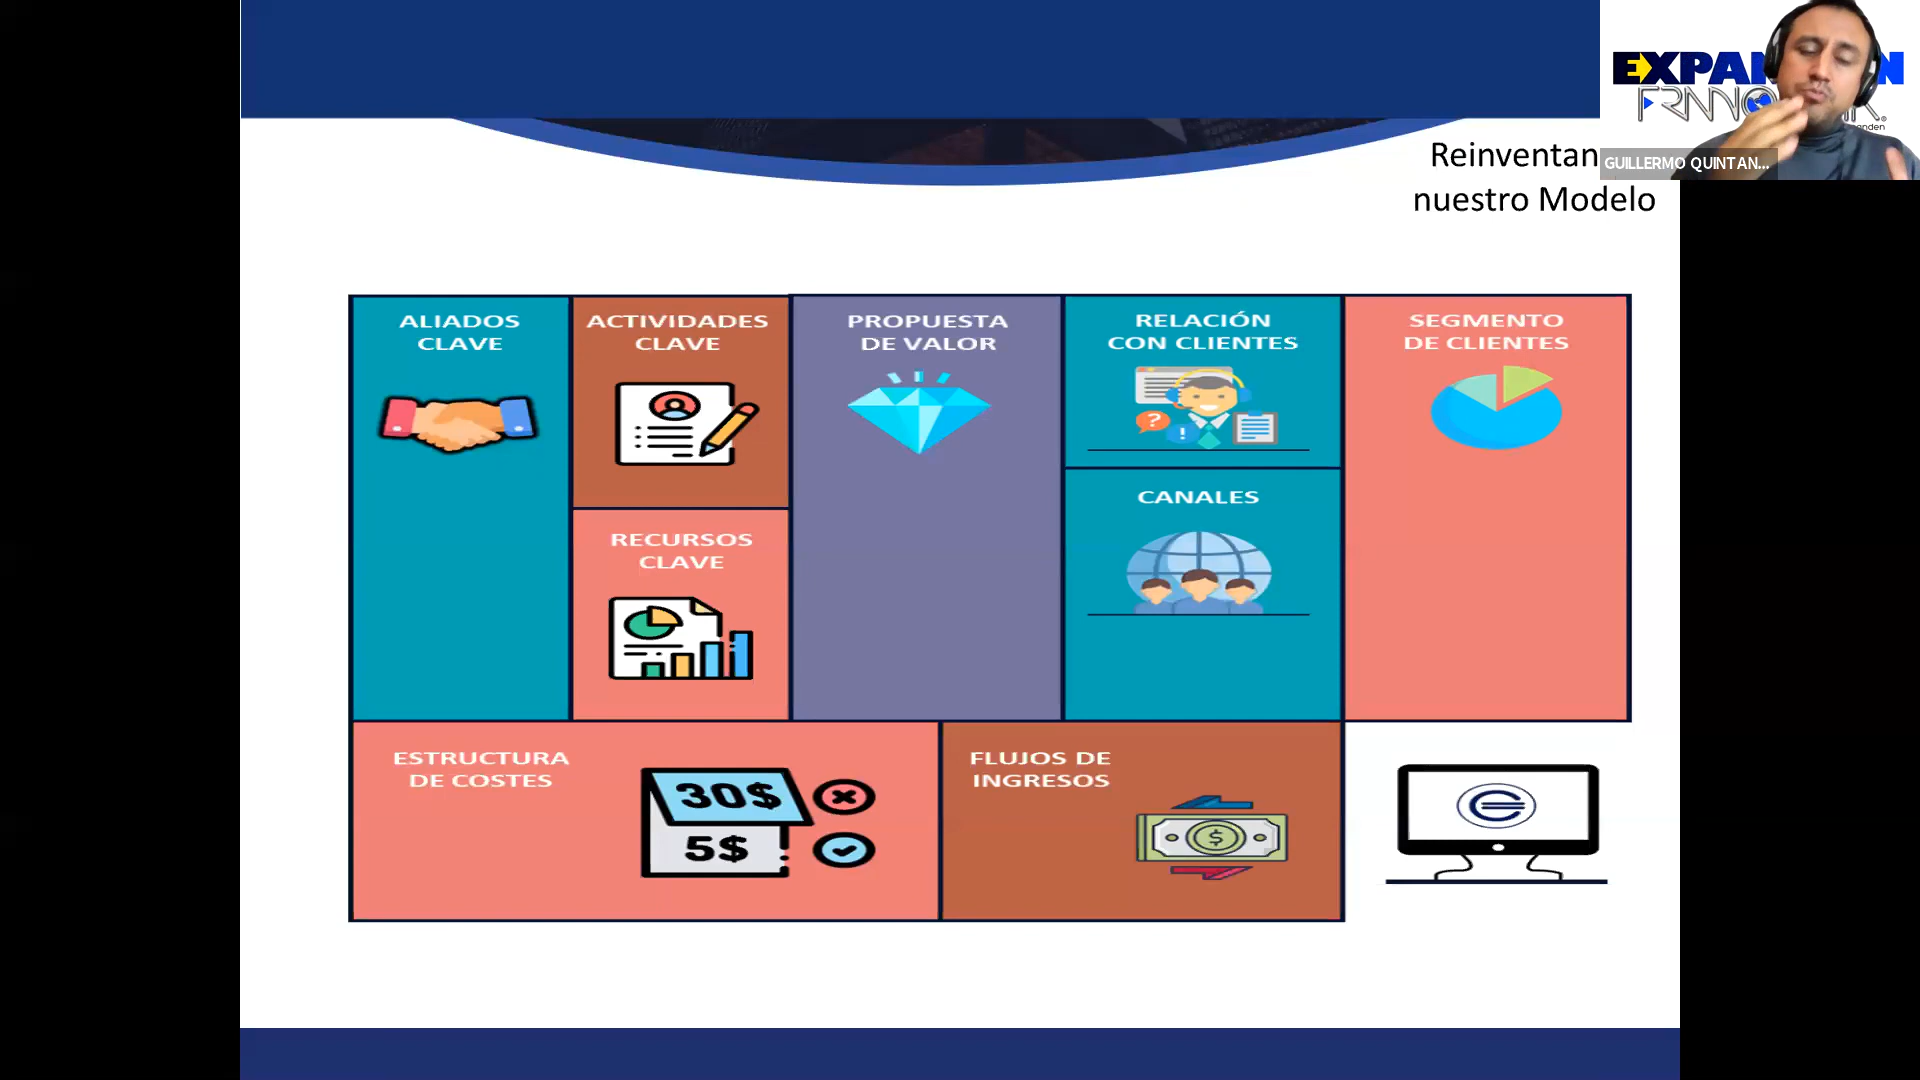 Reinventan
nuestro Modelo
GUILLERMO QUINTAN...
ALIADOS
CLAVE
ACTIVIDADES
CLAVE
RECURSOS
CLAVE
PROPUESTA
DE VALOR
RELACIÓN
CON CLIENTES
?
!
CANALES
SEGMENTO
DE CLIENTES
ESTRUCTURA
DE COSTES
30$
5$
FLUJOS DE
INGRESOS
$